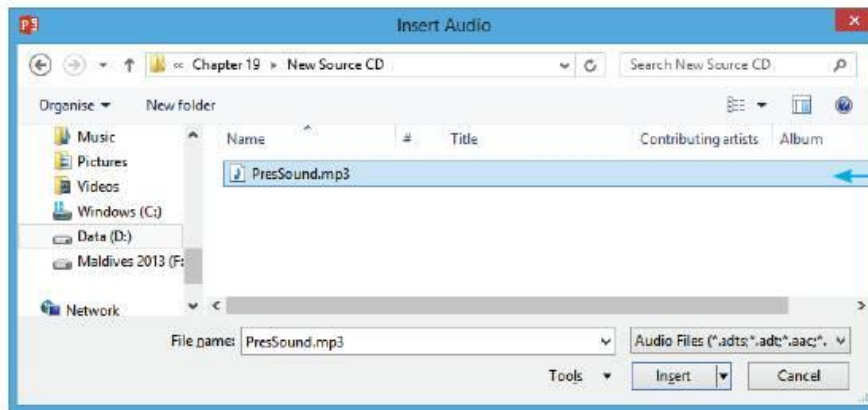 Insert Audio
« Chapter 19 ▸ New Source CD
Search New Source CD
Organise
New folder
Music
Pictures
Videos
Windows (C:)
Data (D:)
Maldives 2013 (F:
Network
Name # Title Contributing artists Album
PresSound.mp3
File name: PresSound.mp3
Audio Files (*.adts;*.adt;*.aac;*.
Tools
Insert
Cancel